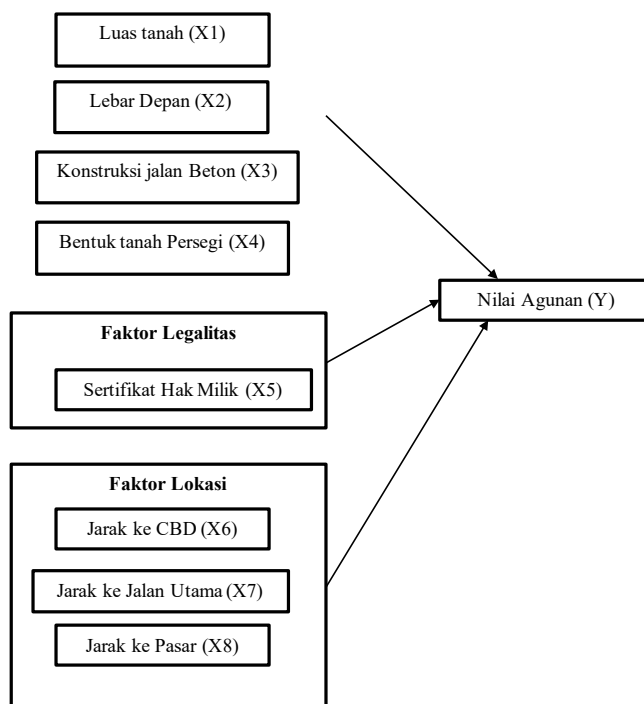 Luas tanah (X1)
Lebar Depan (X2)
Konstruksi jalan Beton (X3)
Bentuk tanah Persegi (X4)
Nilai Agunan (Y)
Faktor Legalitas
Sertifikat Hak Milik (X5)
Faktor Lokasi
Jarak ke CBD (X6)
Jarak ke Jalan Utama (X7)
Jarak ke Pasar (X8)